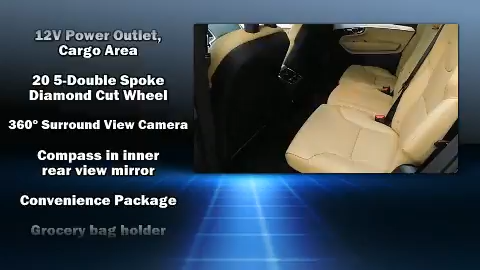 12V Power Outlet,
Cargo Area
20 5-Double Spoke
Diamond Cut Wheel
360° Surround View Camera
Compass in inner
rear view mirror
Convenience Package
Grocery bag holder